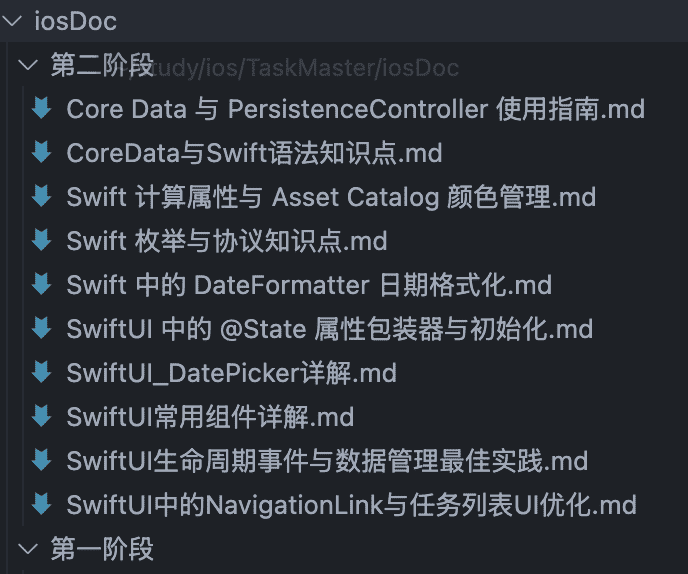 iosDoc
第二阶段
study/ios/TaskMaster/iosDoc
Core Data 与 PersistenceController 使用指南.md
CoreData与Swift语法知识点.md
Swift 计算属性与 Asset Catalog 颜色管理.md
Swift 枚举与协议知识点.md
Swift 中的 DateFormatter 日期格式化.md
SwiftUI 中的 @State 属性包装器与初始化.md
SwiftUI_DatePicker详解.md
SwiftUI常用组件详解.md
SwiftUI生命周期事件与数据管理最佳实践.md
SwiftUI中的NavigationLink与任务列表UI优化.md
第一阶段